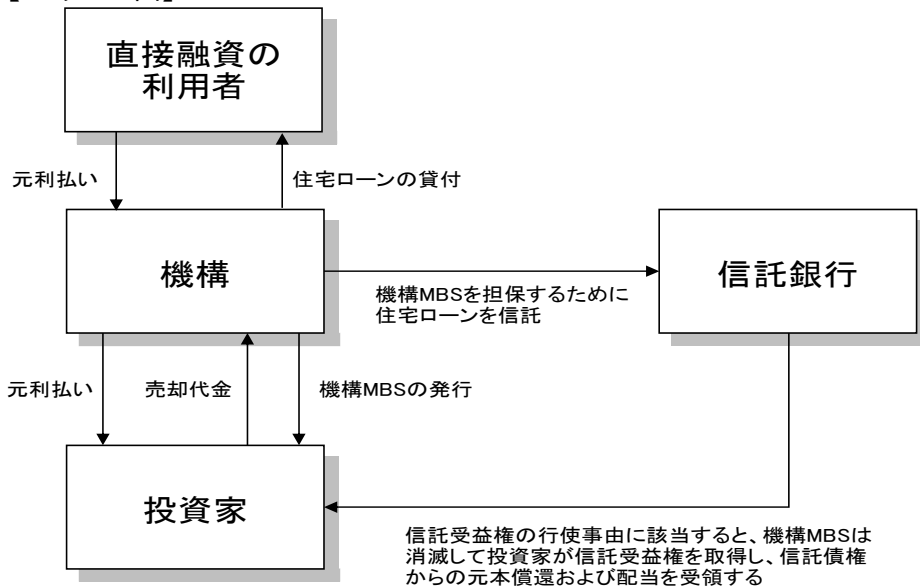 直接融資の
利用者
元利払い
住宅ローンの貸付
機構
信託銀行
機構MBSを担保するために
住宅ローンを信託
元利払い
売却代金
機構MBSの発行
投資家
信託受益権の行使事由に該当すると、機構MBSは
消滅して投資家が信託受益権を取得し、信託債権
からの元本償還および配当を受領する